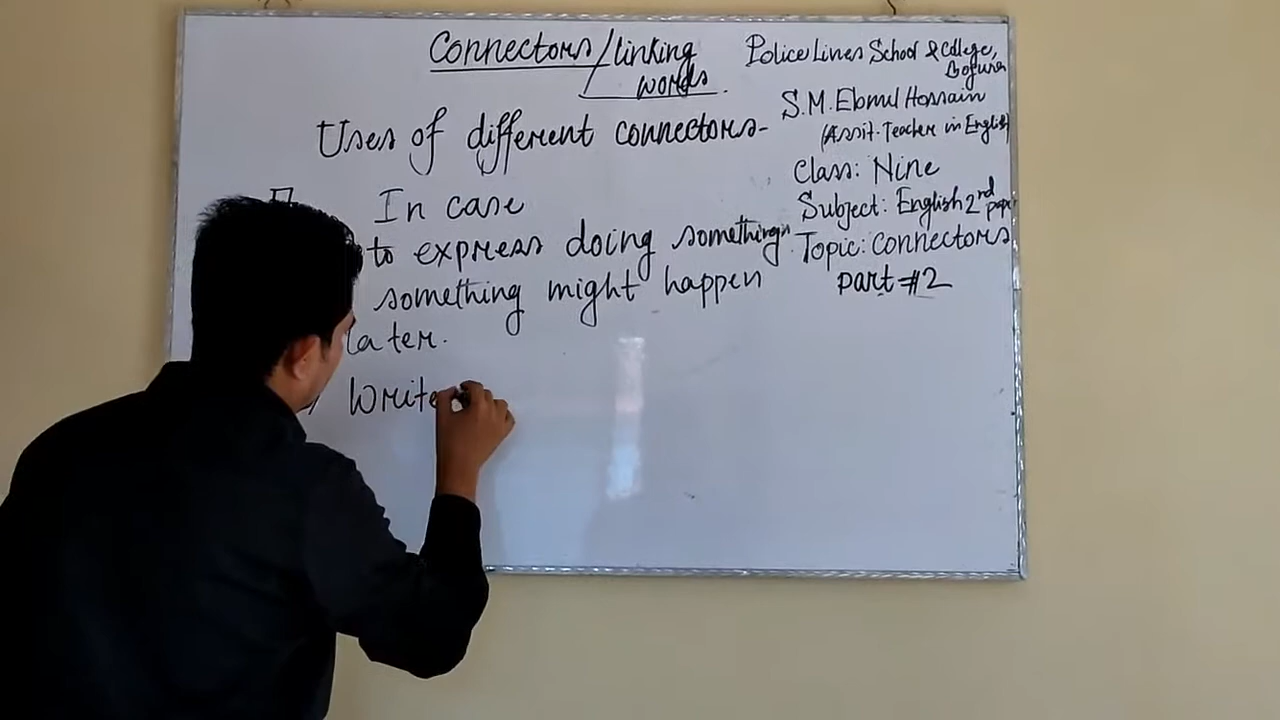 Connectors/linking
words.
Uses of different connectors-
In case
to express doing something
something might happen
later.
Write
Police Lines School & College,
Bogura
S.M. Ebnul Hossain
(Assit. Teacher in English)
Class: Nine
Subject: English 2nd paper
Topic: Connectors
part #2